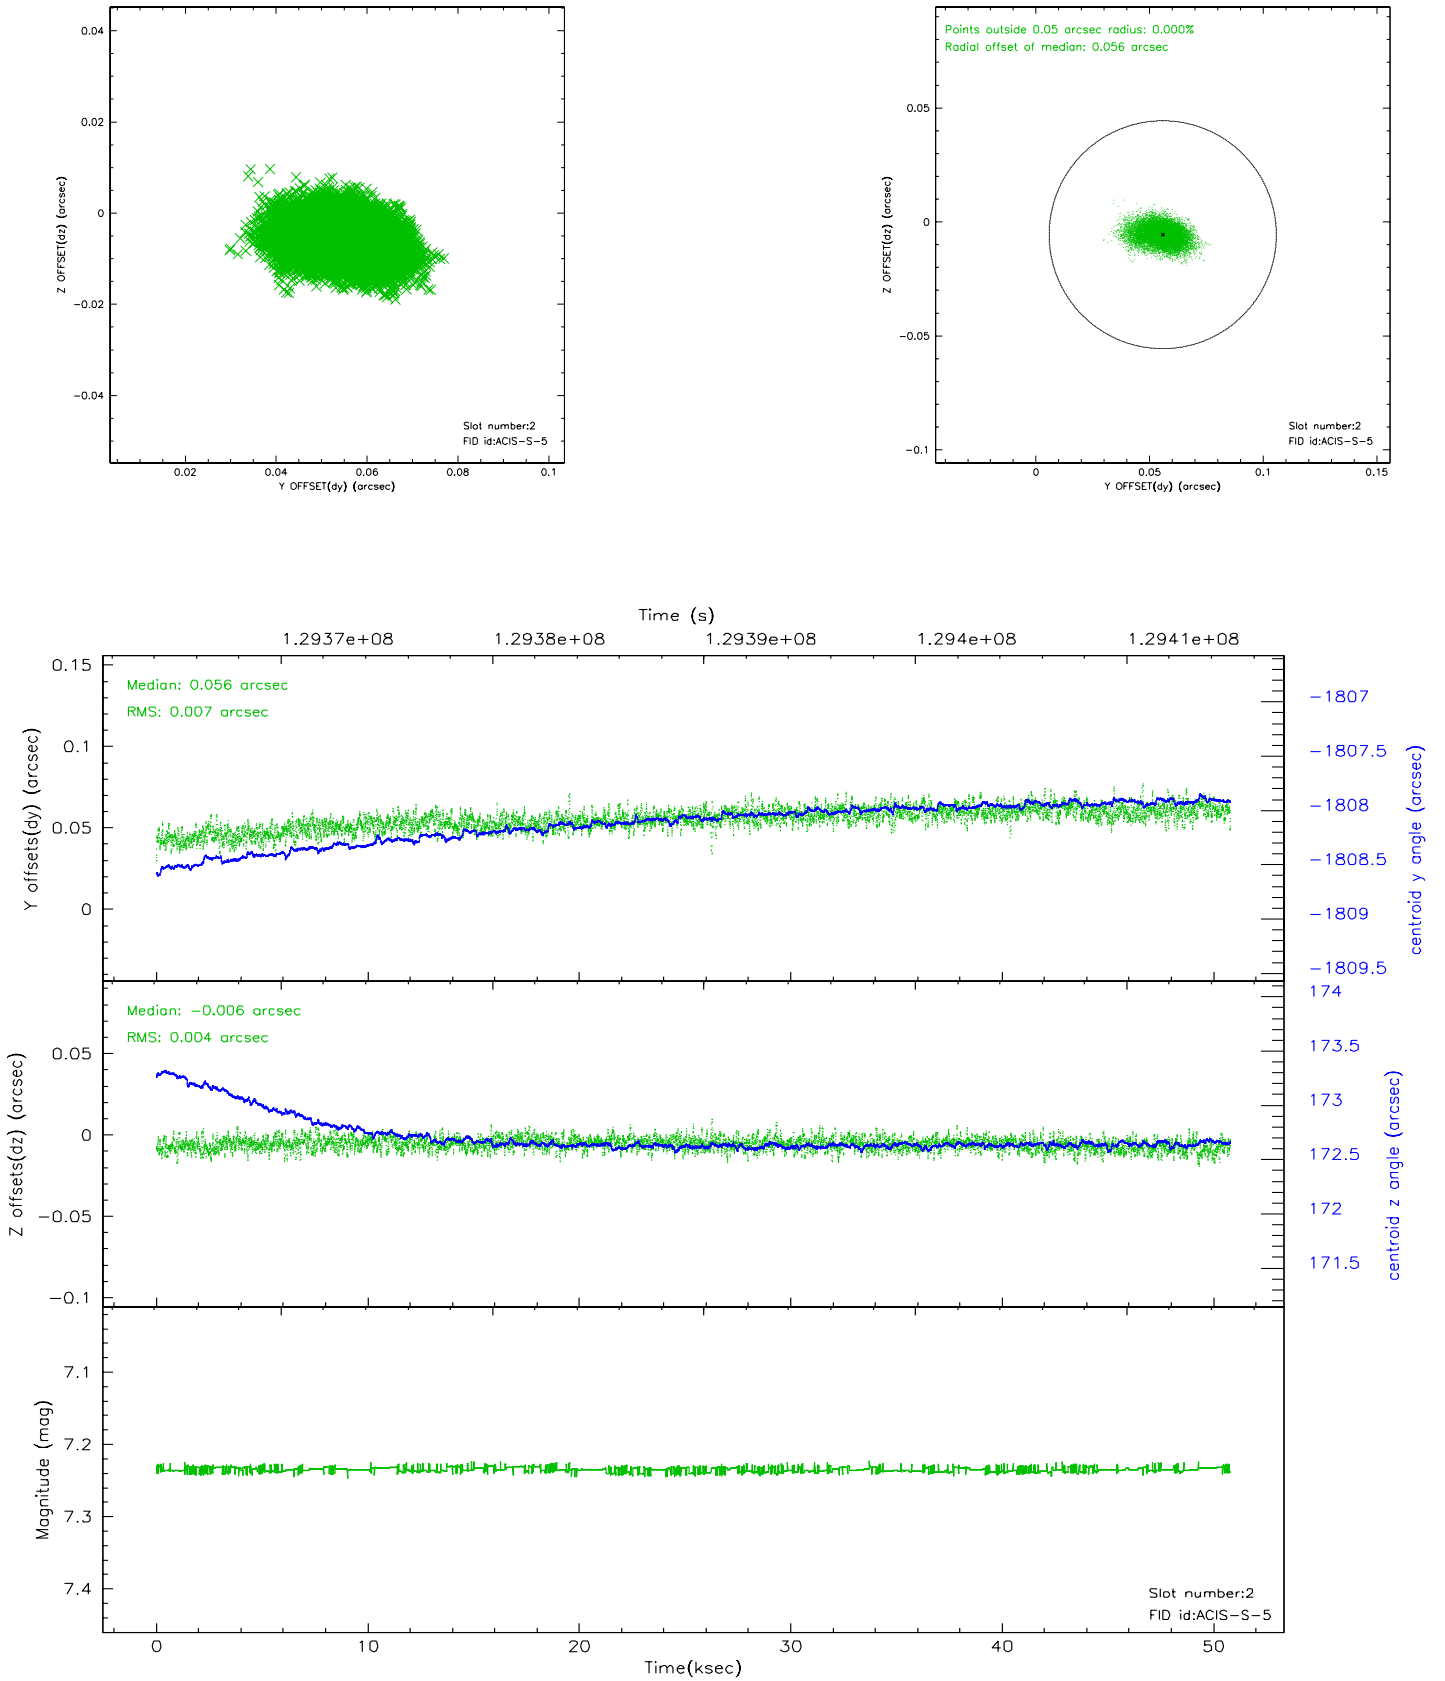 0.04
0.02
0
−0.02
−0.04
Z OFFSET(dz) (arcsec)
Slot number:2
FID id:ACIS−S−5
0.02 0.04 0.06 0.08 0.1
Y OFFSET(dy) (arcsec)
Points outside 0.05 arcsec radius: 0.000%
Radial offset of median: 0.056 arcsec
0.05
0
−0.05
−0.1
Z OFFSET(dz) (arcsec)
Slot number:2
FID id:ACIS−S−5
0 0.05 0.1 0.15
Y OFFSET(dy) (arcsec)
Time (s)
1.2937e+08 1.2938e+08 1.2939e+08 1.294e+08 1.2941e+08
Median: 0.056 arcsec
RMS: 0.007 arcsec
0.15
0.1
0.05
0
Y offsets(dy) (arcsec)
−1807
−1807.5
−1808
−1808.5
−1809
−1809.5
centroid y angle (arcsec)
Median: −0.006 arcsec
RMS: 0.004 arcsec
0.05
0
−0.05
−0.1
Z offsets(dz) (arcsec)
174
173.5
173
172.5
172
171.5
centroid z angle (arcsec)
7.1
7.2
7.3
7.4
Magnitude (mag)
Slot number:2
FID id:ACIS−S−5
0 10 20 30 40 50
Time(ksec)